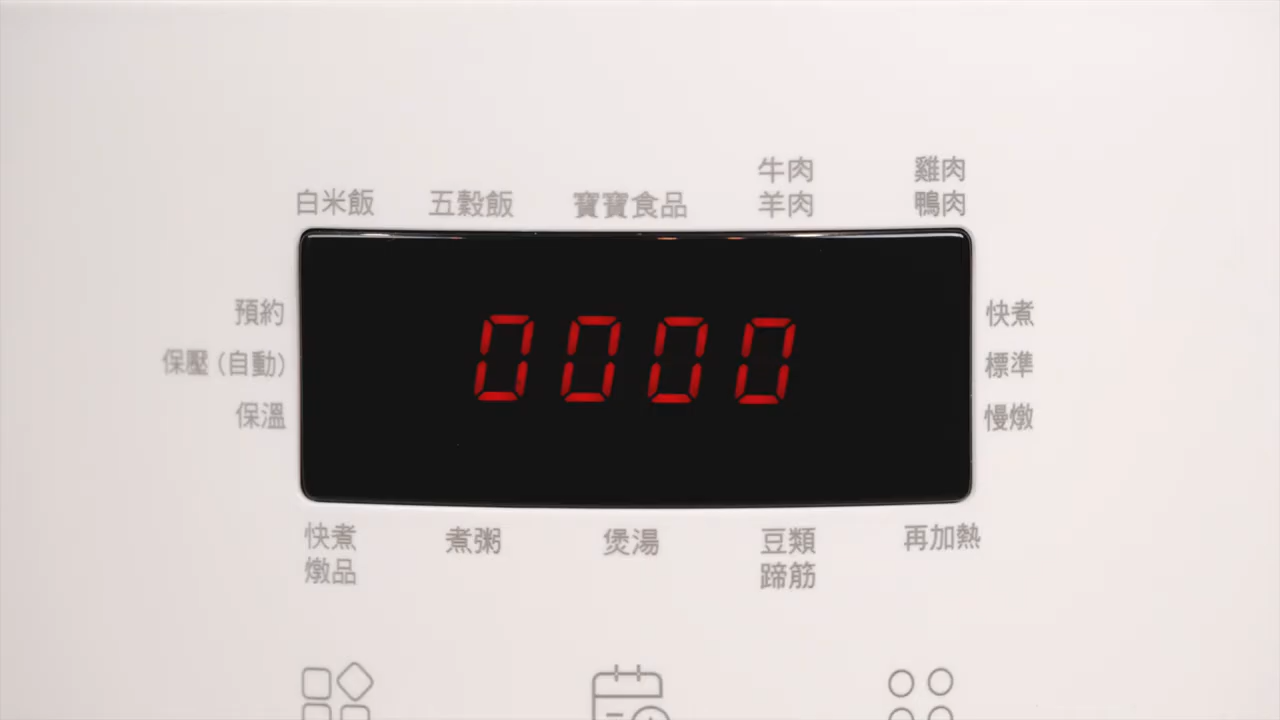 牛肉 雞肉
白米飯 五穀飯 寶寶食品 羊肉 鴨肉
預約 快煮
0000
保壓 (自動) 標準
保溫 慢燉
快煮 煮粥 煲湯 豆類 再加熱
燉品 蹄筋